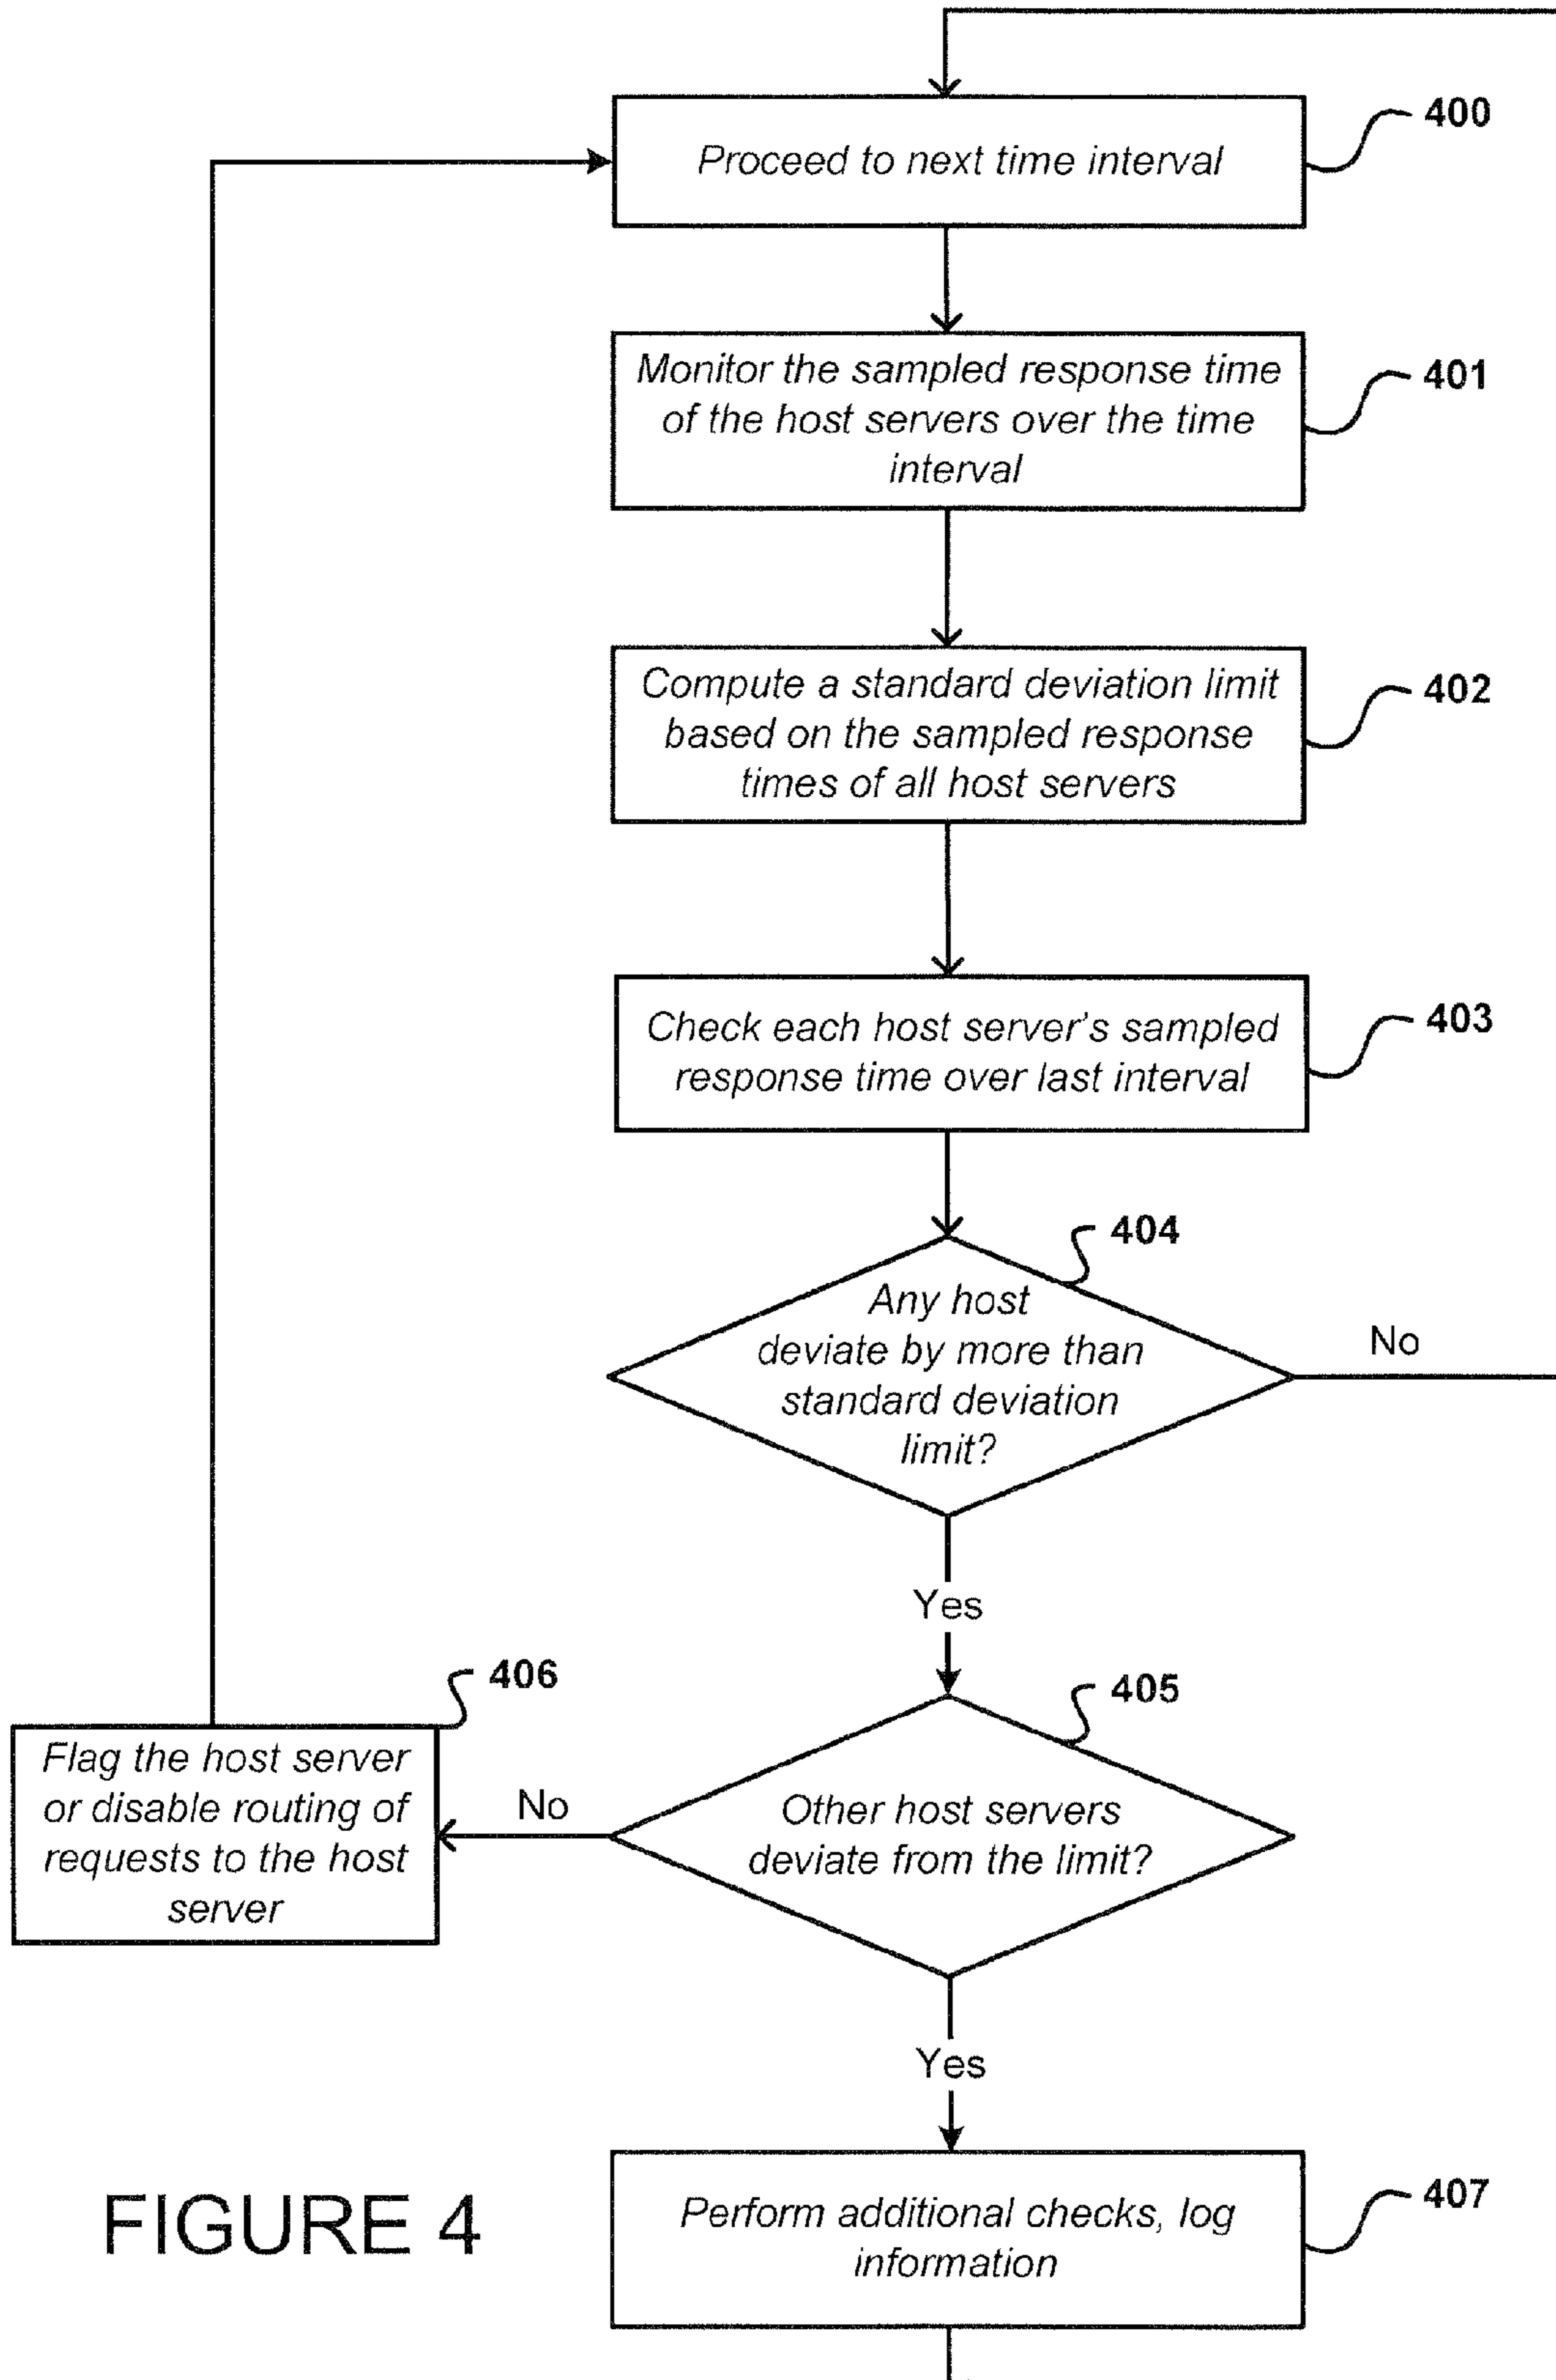 400
Proceed to next time interval
Monitor the sampled response time
of the host servers over the time
interval
401
Compute a standard deviation limit
based on the sampled response
times of all host servers
402
Check each host server's sampled
response time over last interval
403
404
Any host
deviate by more than
standard deviation
limit?
No
Yes
406
Flag the host server
or disable routing of
requests to the host
server
No
405
Other host servers
deviate from the limit?
Yes
Perform additional checks, log
information
407
FIGURE 4